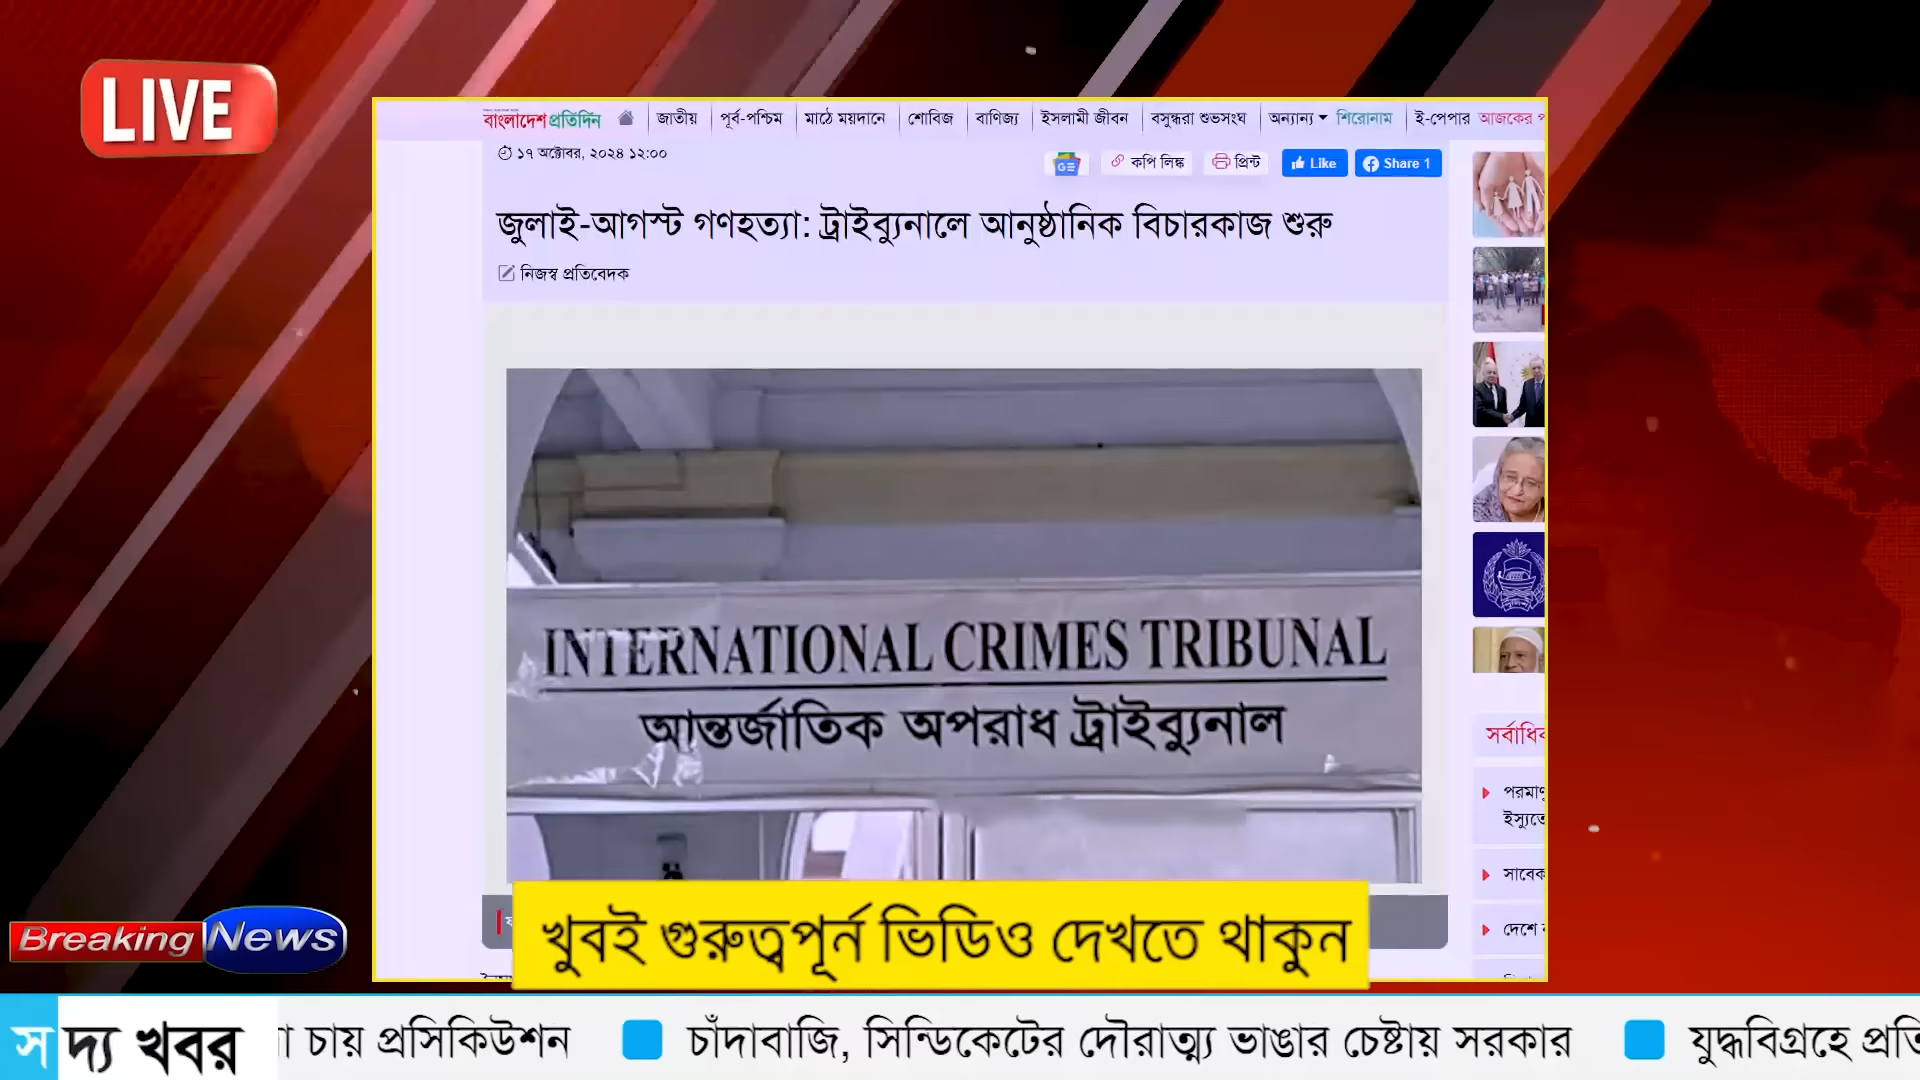 LIVE
বাংলাদেশ প্রতিদিন
জাতীয়
পূর্ব-পশ্চিম
মাঠে ময়দানে
শোবিজ
বাণিজ্য
ইসলামী জীবন
বসুন্ধরা শুভসংঘ
অন্যান্য
শিরোনাম
ই-পেপার
আজকের
১৭ অক্টোবর, ২০২৪ ১২:০০
কপি লিঙ্ক
প্রিন্ট
Like
Share 1
জুলাই-আগস্ট গণহত্যা: ট্রাইব্যুনালে আনুষ্ঠানিক বিচারকাজ শুরু
নিজস্ব প্রতিবেদক
INTERNATIONAL CRIMES TRIBUNAL
আন্তর্জাতিক অপরাধ ট্রাইব্যুনাল
দেশে
খুবই গুরুত্বপূর্ন ভিডিও দেখতে থাকুন
Breaking News
সদ্য খবর
চায় প্রসিকিউশন
চাঁদাবাজি, সিন্ডিকেটের দৌরাত্ম্য ভাঙার চেষ্টায় সরকার
যুদ্ধবিগ্রহে